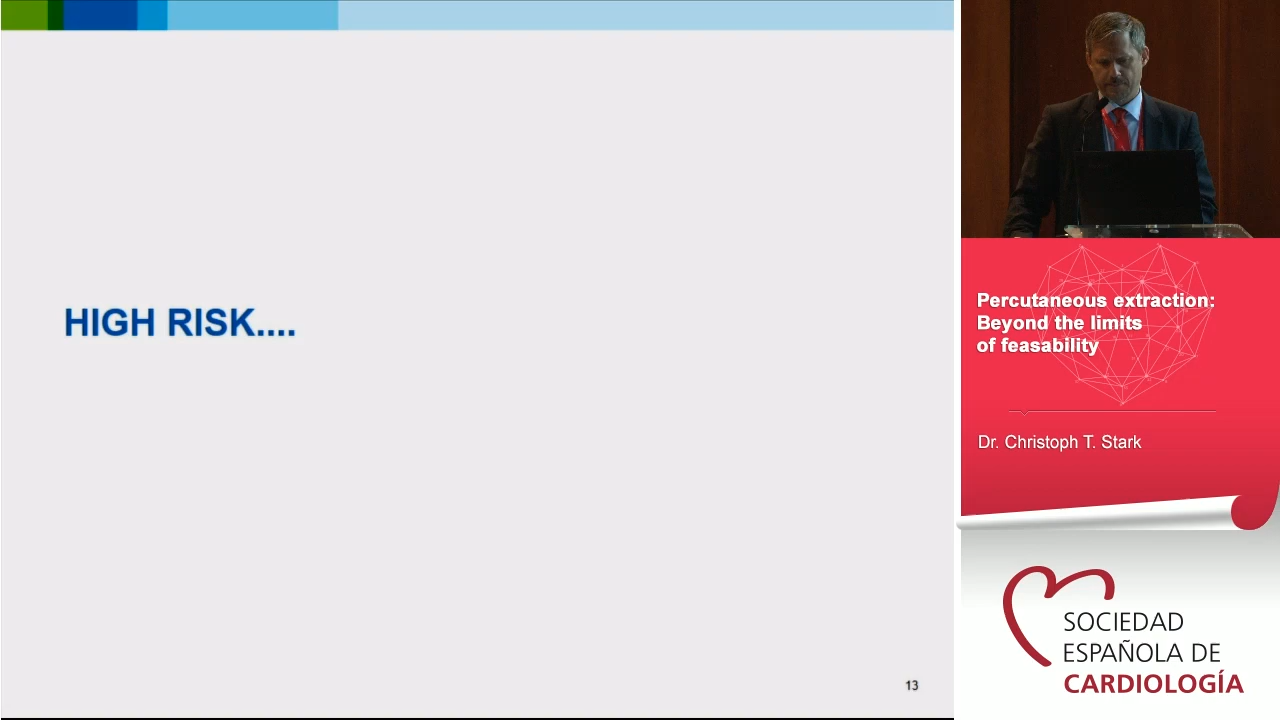 HIGH RISK....
13
Percutaneous extraction:
Beyond the limits
of feasability
Dr. Christoph T. Stark
SOCIEDAD
ESPAÑOLA DE
CARDIOLOGÍA